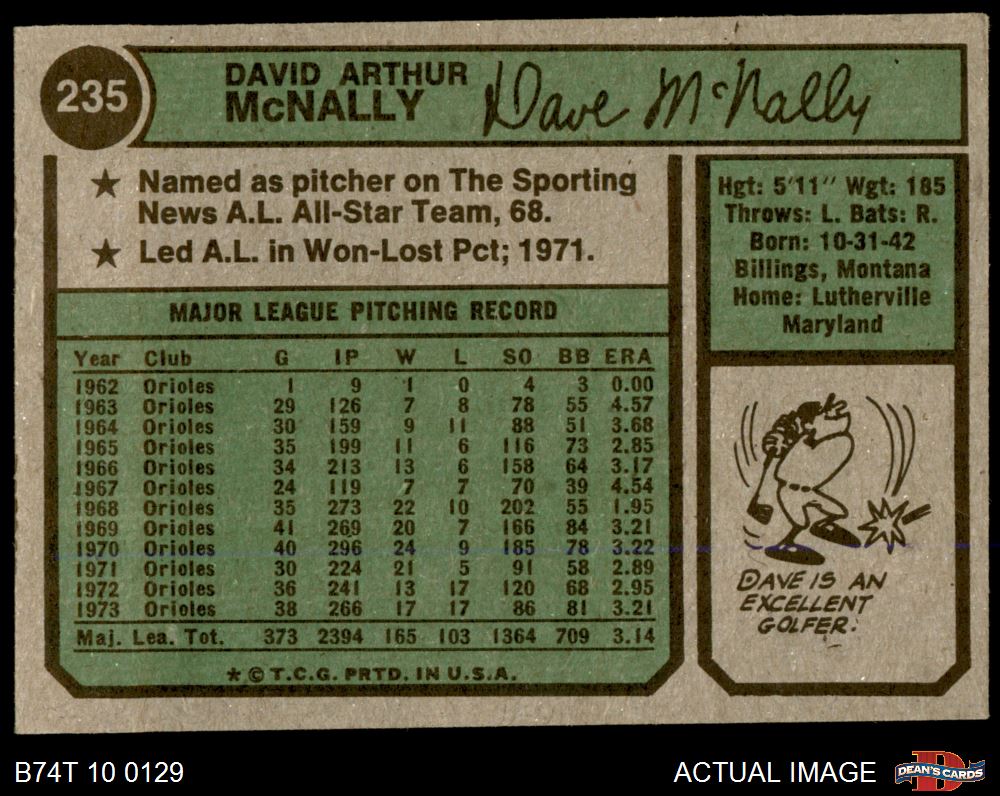 235
DAVID ARTHUR
McNALLY
Dave McNally
★ Named as pitcher on The Sporting
News A.L. All-Star Team, 68.
★ Led A.L. in Won-Lost Pct; 1971.
MAJOR LEAGUE PITCHING RECORD
Year Club G IP W L SO BB ERA
1962 Orioles 1 9 1 0 4 3 0.00
1963 Orioles 29 126 7 8 78 55 4.57
1964 Orioles 30 159 9 11 88 51 3.68
1965 Orioles 35 199 11 6 116 73 2.85
1966 Orioles 34 213 13 6 158 64 3.17
1967 Orioles 24 119 7 7 70 39 4.54
1968 Orioles 35 273 22 10 202 55 1.95
1969 Orioles 41 269 20 7 166 84 3.21
1970 Orioles 40 296 24 9 185 78 3.22
1971 Orioles 30 224 21 5 91 58 2.89
1972 Orioles 36 241 13 17 120 68 2.95
1973 Orioles 38 266 17 17 86 81 3.21
Maj. Lea. Tot. 373 2394 165 103 1364 709 3.14
★ © T.C.G. PRTD. IN U.S.A.
Hgt: 5'11" Wgt: 185
Throws: L. Bats: R.
Born: 10-31-42
Billings, Montana
Home: Lutherville
Maryland
DAVE IS AN
EXCELLENT
GOLFER.
B74T 10 0129
ACTUAL IMAGE
D
DEAN'S CARDS